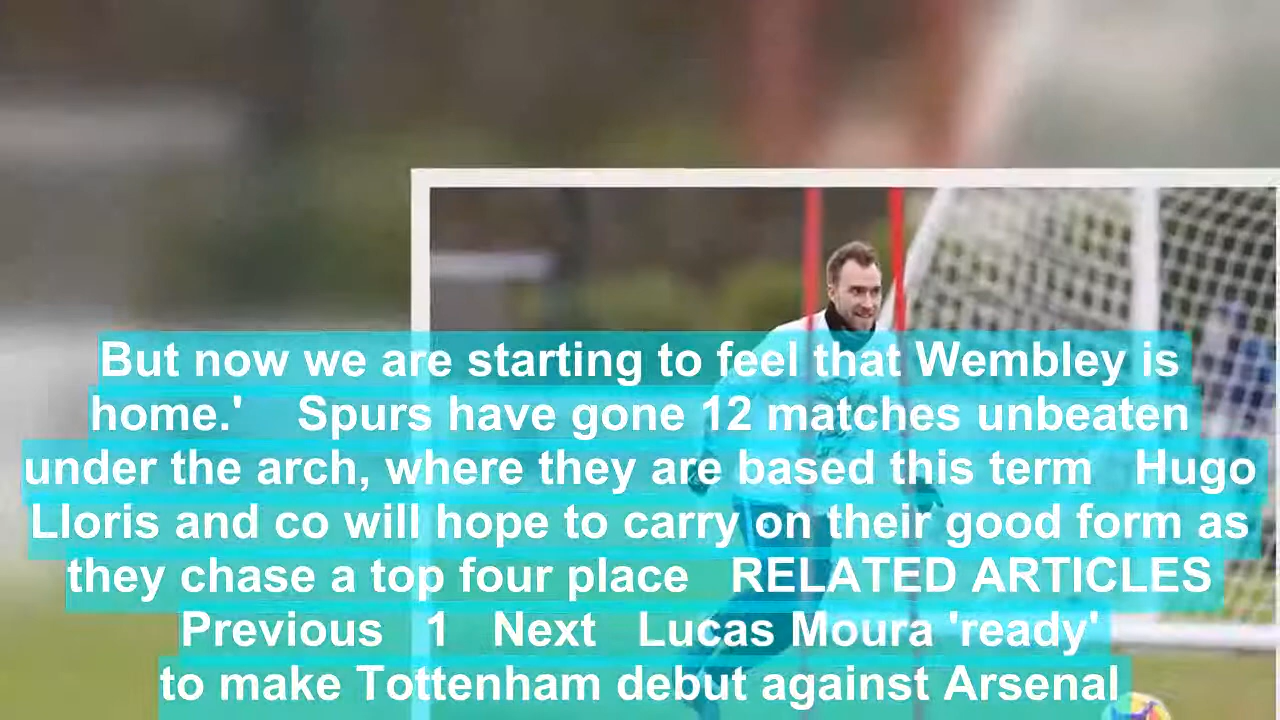 But now we are starting to feel that Wembley is
home.' Spurs have gone 12 matches unbeaten
under the arch, where they are based this term Hugo
Lloris and co will hope to carry on their good form as
they chase a top four place RELATED ARTICLES
Previous 1 Next Lucas Moura 'ready'
to make Tottenham debut against Arsenal